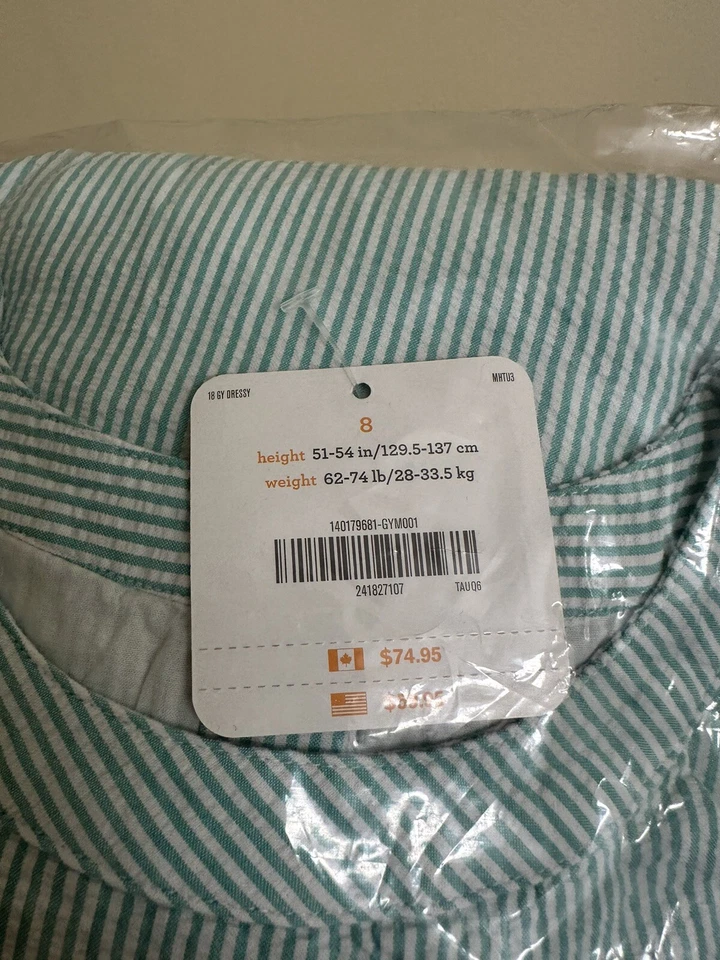 18 GY DRESSY
MHTU3
8
height 51-54 in/129.5-137 cm
weight 62-74 lb/28-33.5 kg
140179681-GYM001
241827107
TAUQ6
$74.95